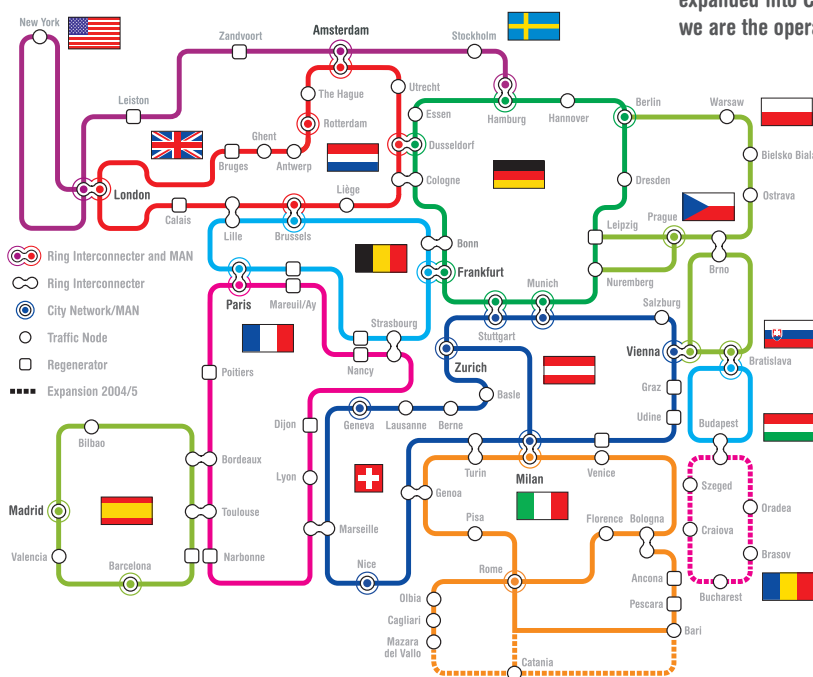 expanded into C
we are the opera
New York
Zandvoort
Amsterdam
Stockholm
Leiston
The Hague
Utrecht
Essen
Hamburg
Hannover
Berlin
Warsaw
Rotterdam
Ghent
Bruges
Antwerp
Dusseldorf
Bielsko Biala
London
Calais
Liège
Cologne
Dresden
Ostrava
Lille
Brussels
Leipzig
Prague
Brno
Bonn
Nuremberg
Ring Interconnecter and MAN
Ring Interconnecter
City Network/MAN
Traffic Node
Regenerator
Expansion 2004/5
Paris
Mareuil/Ay
Frankfurt
Munich
Stuttgart
Salzburg
Strasbourg
Nancy
Zurich
Vienna
Bratislava
Poitiers
Basle
Graz
Geneva
Lausanne
Berne
Udine
Budapest
Dijon
Bilbao
Bordeaux
Lyon
Turin
Milan
Venice
Szeged
Genoa
Oradea
Madrid
Toulouse
Marseille
Pisa
Florence
Bologna
Craiova
Valencia
Barcelona
Narbonne
Nice
Rome
Ancona
Brasov
Bucharest
Olbia
Pescara
Cagliari
Mazara
del Vallo
Bari
Catania